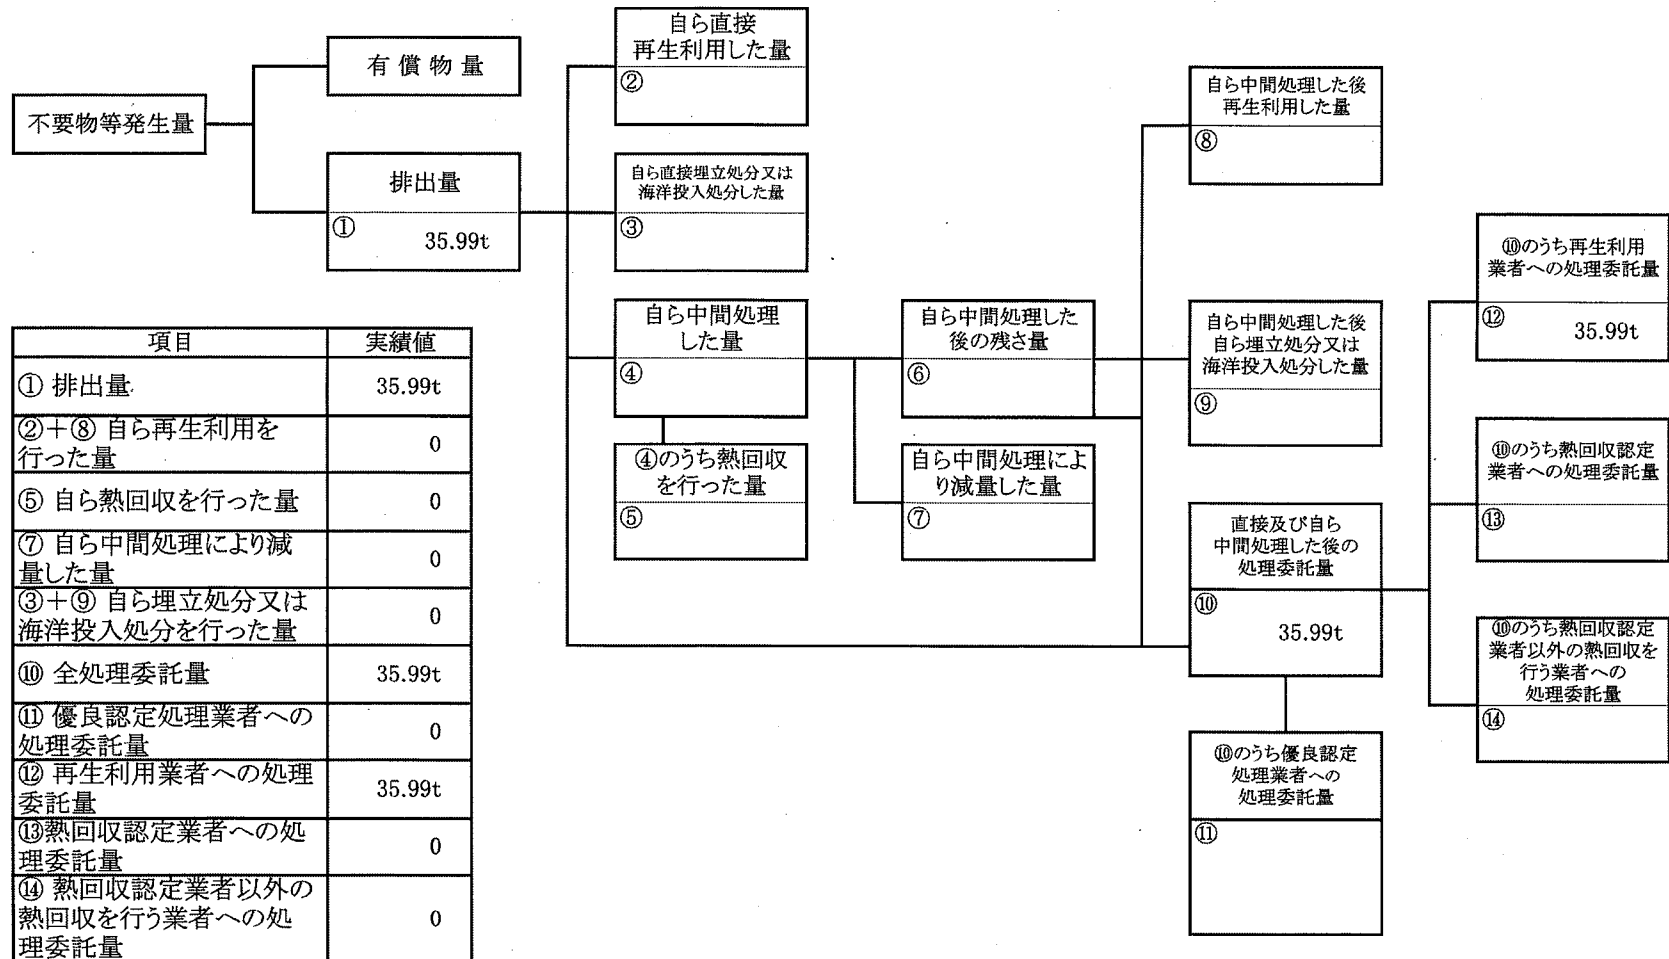 不要物等発生量
有 償 物 量
排出量
①
35.99t
自ら直接
再生利用した量
②
自ら直接埋立処分又は
海洋投入処分した量
③
自ら中間処理
した量
④
④のうち熱回収
を行った量
⑤
自ら中間処理した
後の残さ量
⑥
自ら中間処理によ
り減量した量
⑦
自ら中間処理した後
再生利用した量
⑧
自ら中間処理した後
自ら埋立処分又は
海洋投入処分した量
⑨
直接及び自ら
中間処理した後の
処理委託量
⑩
35.99t
⑩のうち優良認定
処理業者への
処理委託量
⑪
⑩のうち再生利用
業者への処理委託量
⑫
35.99t
⑩のうち熱回収認定
業者への処理委託量
⑬
⑩のうち熱回収認定
業者以外の熱回収を
行う業者への
処理委託量
⑭
項目 実績値
① 排出量 35.99t
②＋⑧ 自ら再生利用を
行った量 0
⑤ 自ら熱回収を行った量 0
⑦ 自ら中間処理により減
量した量 0
③＋⑨ 自ら埋立処分又は
海洋投入処分を行った量 0
⑩ 全処理委託量 35.99t
⑪ 優良認定処理業者への
処理委託量 0
⑫ 再生利用業者への処理
委託量 35.99t
⑬熱回収認定業者への処
理委託量 0
⑭ 熱回収認定業者以外の
熱回収を行う業者への処
理委託量 0